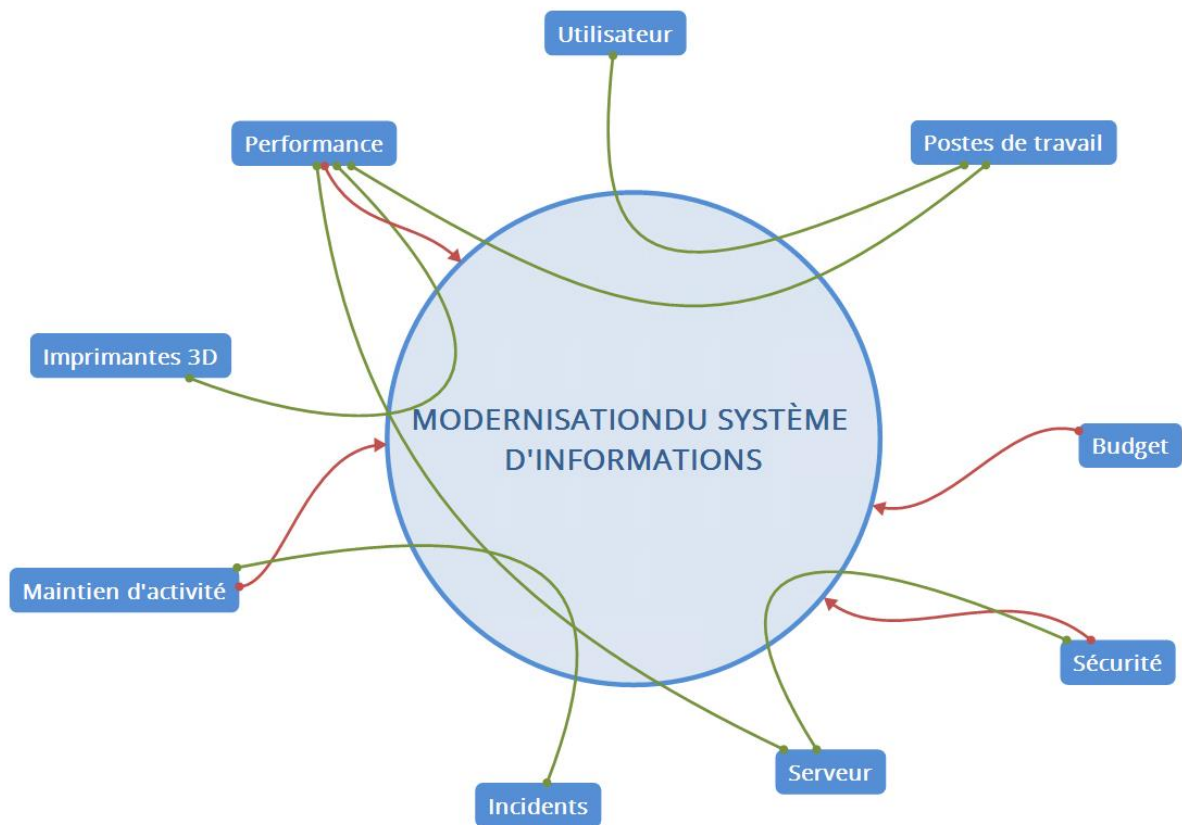 Utilisateur
Performance
Postes de travail
Imprimantes 3D
MODERNISATIONDU SYSTÈME
D'INFORMATIONS
Budget
Maintien d'activité
Sécurité
Serveur
Incidents